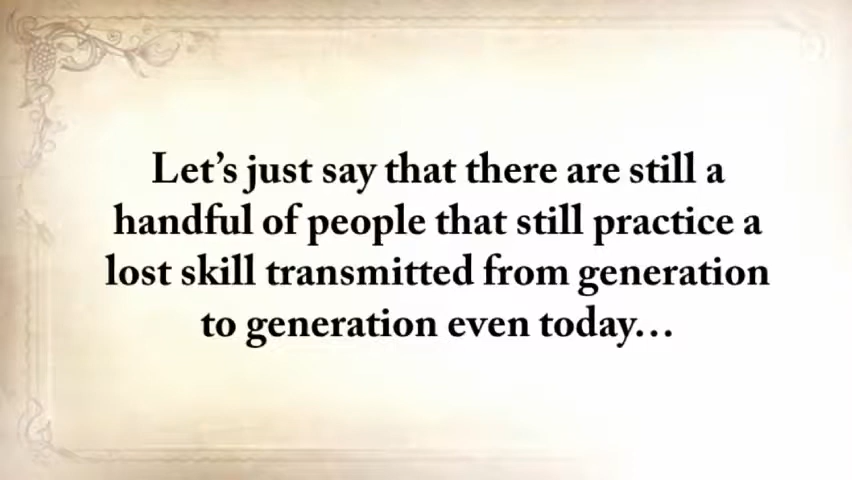 Let’s just say that there are still a
handful of people that still practice a
lost skill transmitted from generation
to generation even today…